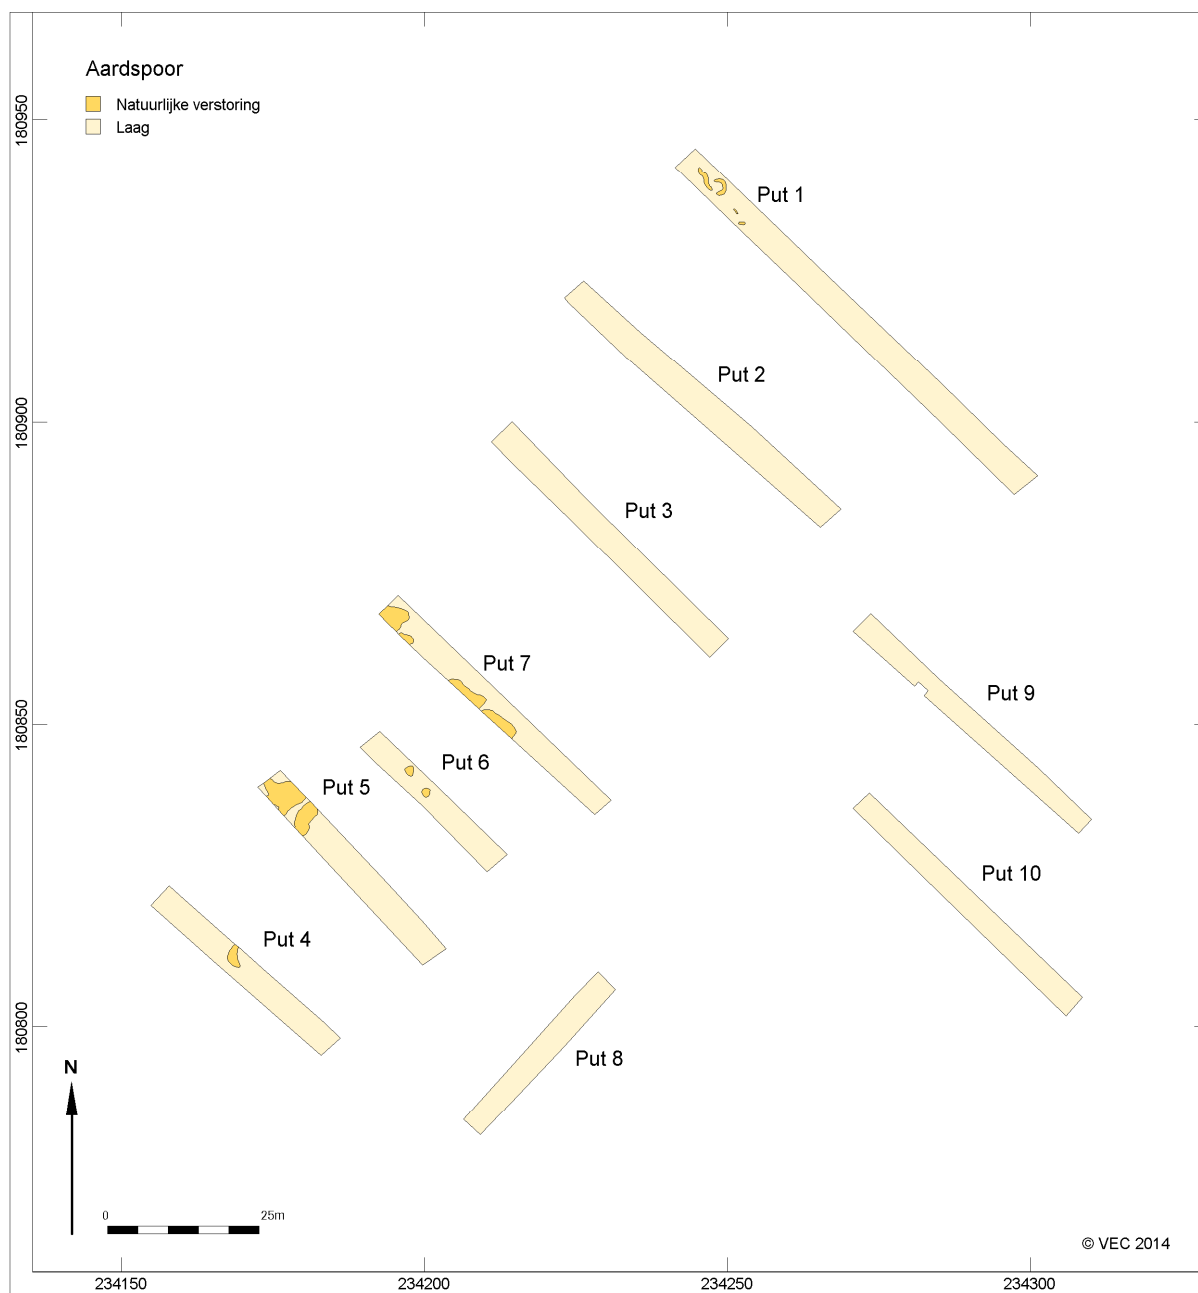 Aardspoor
Natuurlijke verstoring
Laag
180950
Put 1
Put 2
180900
Put 3
Put 7
Put 9
180850
Put 6
Put 5
Put 10
Put 4
180800
Put 8
N
0 25m
© VEC 2014
234150 234200 234250 234300